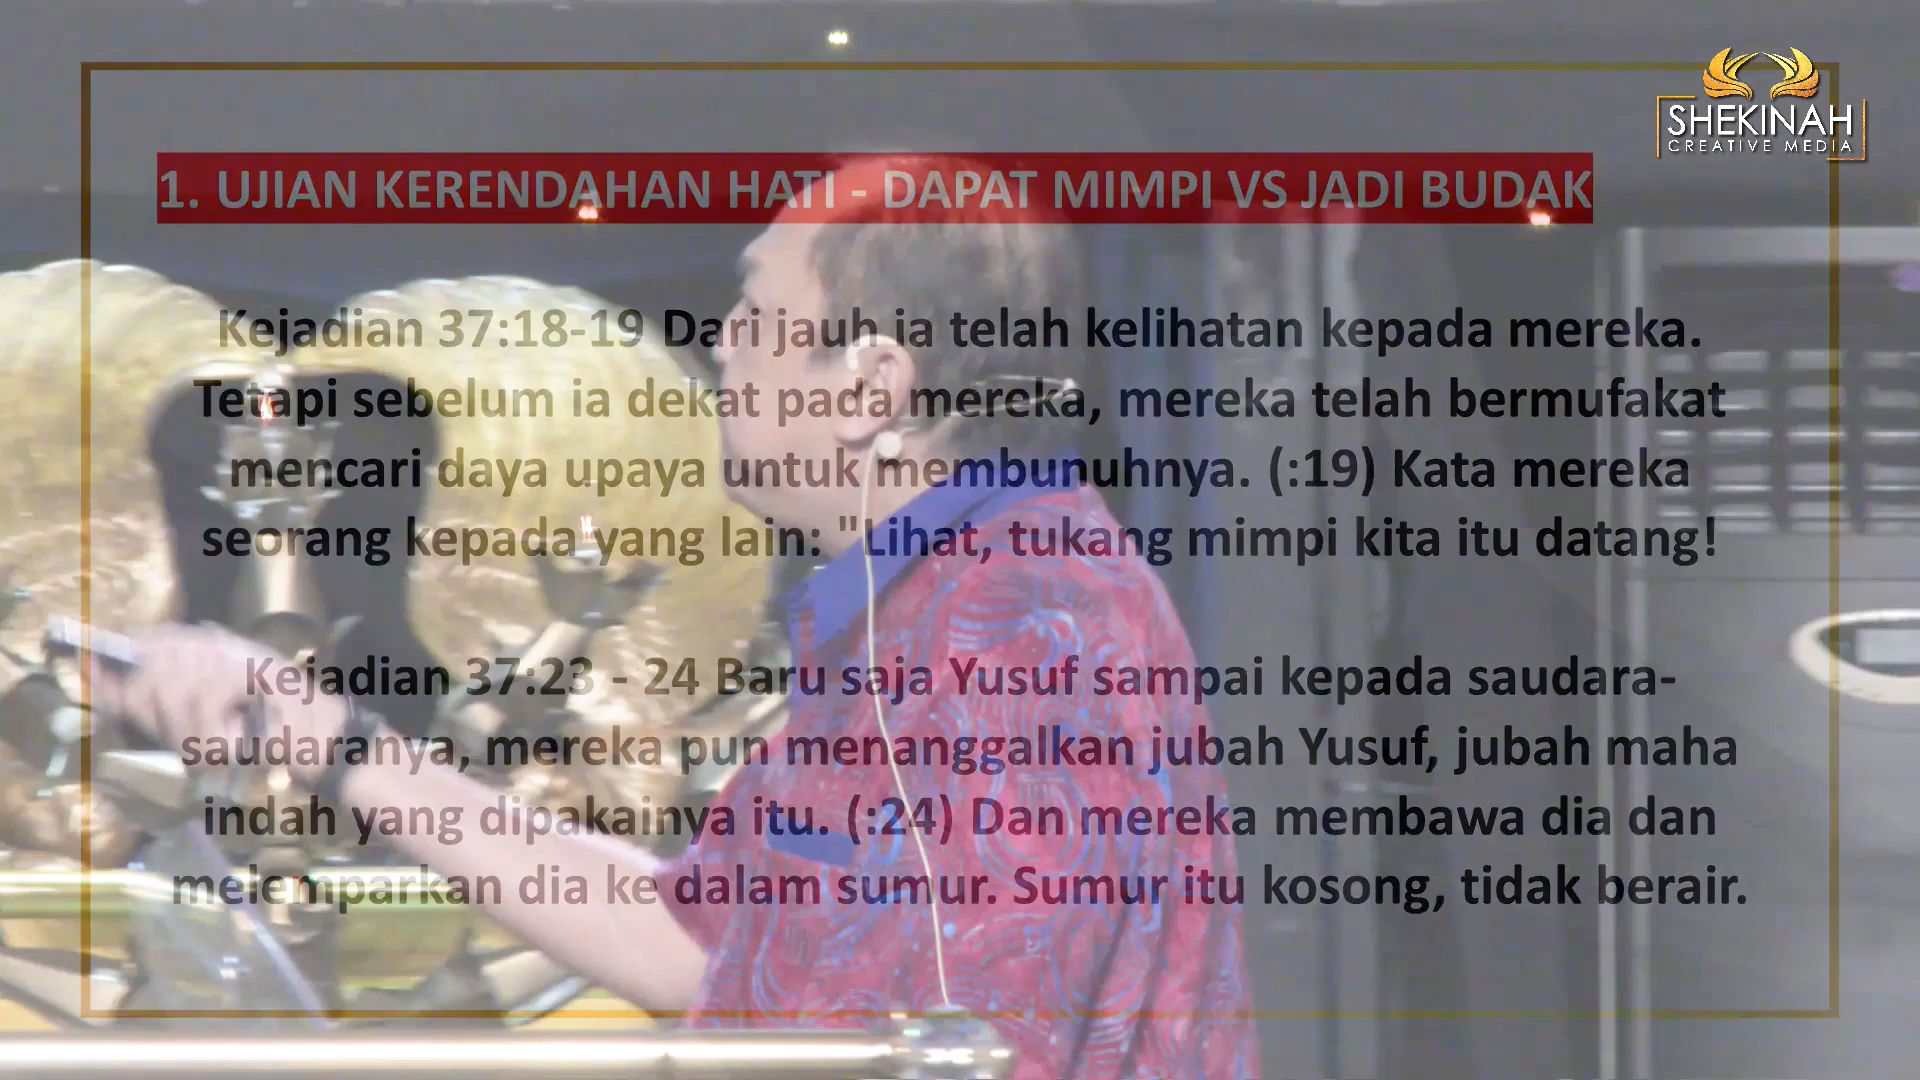 SHEKINAH
CREATIVE MEDIA
1. UJIAN KERENDAHAN HATI - DAPAT MIMPI VS JADI BUDAK
Kejadian 37:18-19 Dari jauh ia telah kelihatan kepada mereka.
Tetapi sebelum ia dekat pada mereka, mereka telah bermufakat
mencari daya upaya untuk membunuhnya. (:19) Kata mereka
seorang kepada yang lain: "Lihat, tukang mimpi kita itu datang!
Kejadian 37:23 - 24 Baru saja Yusuf sampai kepada saudara-
saudaranya, mereka pun menanggalkan jubah Yusuf, jubah maha
indah yang dipakainya itu. (:24) Dan mereka membawa dia dan
melemparkan dia ke dalam sumur. Sumur itu kosong, tidak berair.